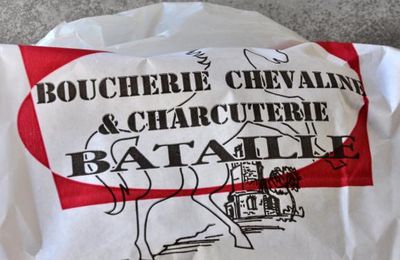 BOUCHERIE CHEVALINE
& CHARCUTERIE
BATAILLE